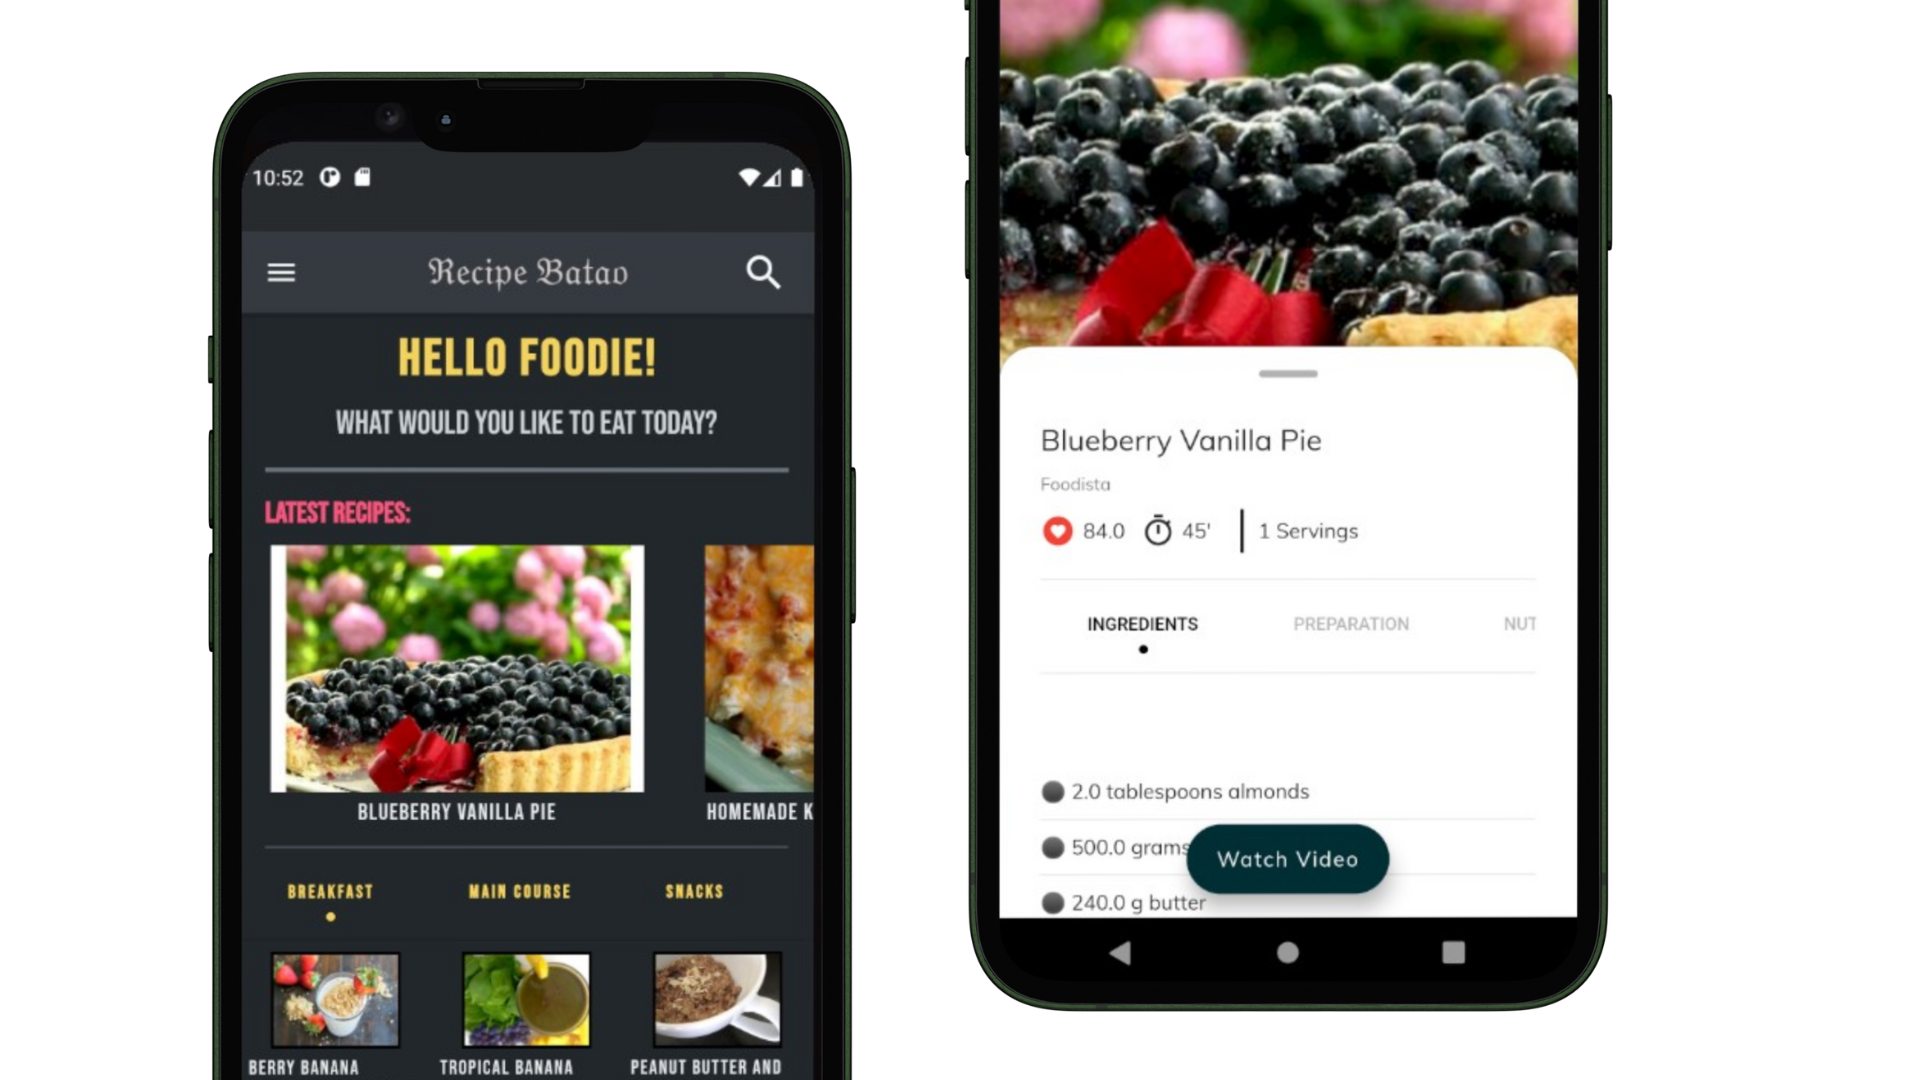 10:52
Recipe Batao
HELLO FOODIE!
WHAT WOULD YOU LIKE TO EAT TODAY?
LATEST RECIPES:
BLUEBERRY VANILLA PIE
HOMEMADE K
BREAKFAST
MAIN COURSE
SNACKS
BERRY BANANA
TROPICAL BANANA
PEANUT BUTTER AND
Blueberry Vanilla Pie
Foodista
84.0
45'
1 Servings
INGREDIENTS
PREPARATION
NUT
2.0 tablespoons almonds
500.0 grams
Watch Video
240.0 g butter